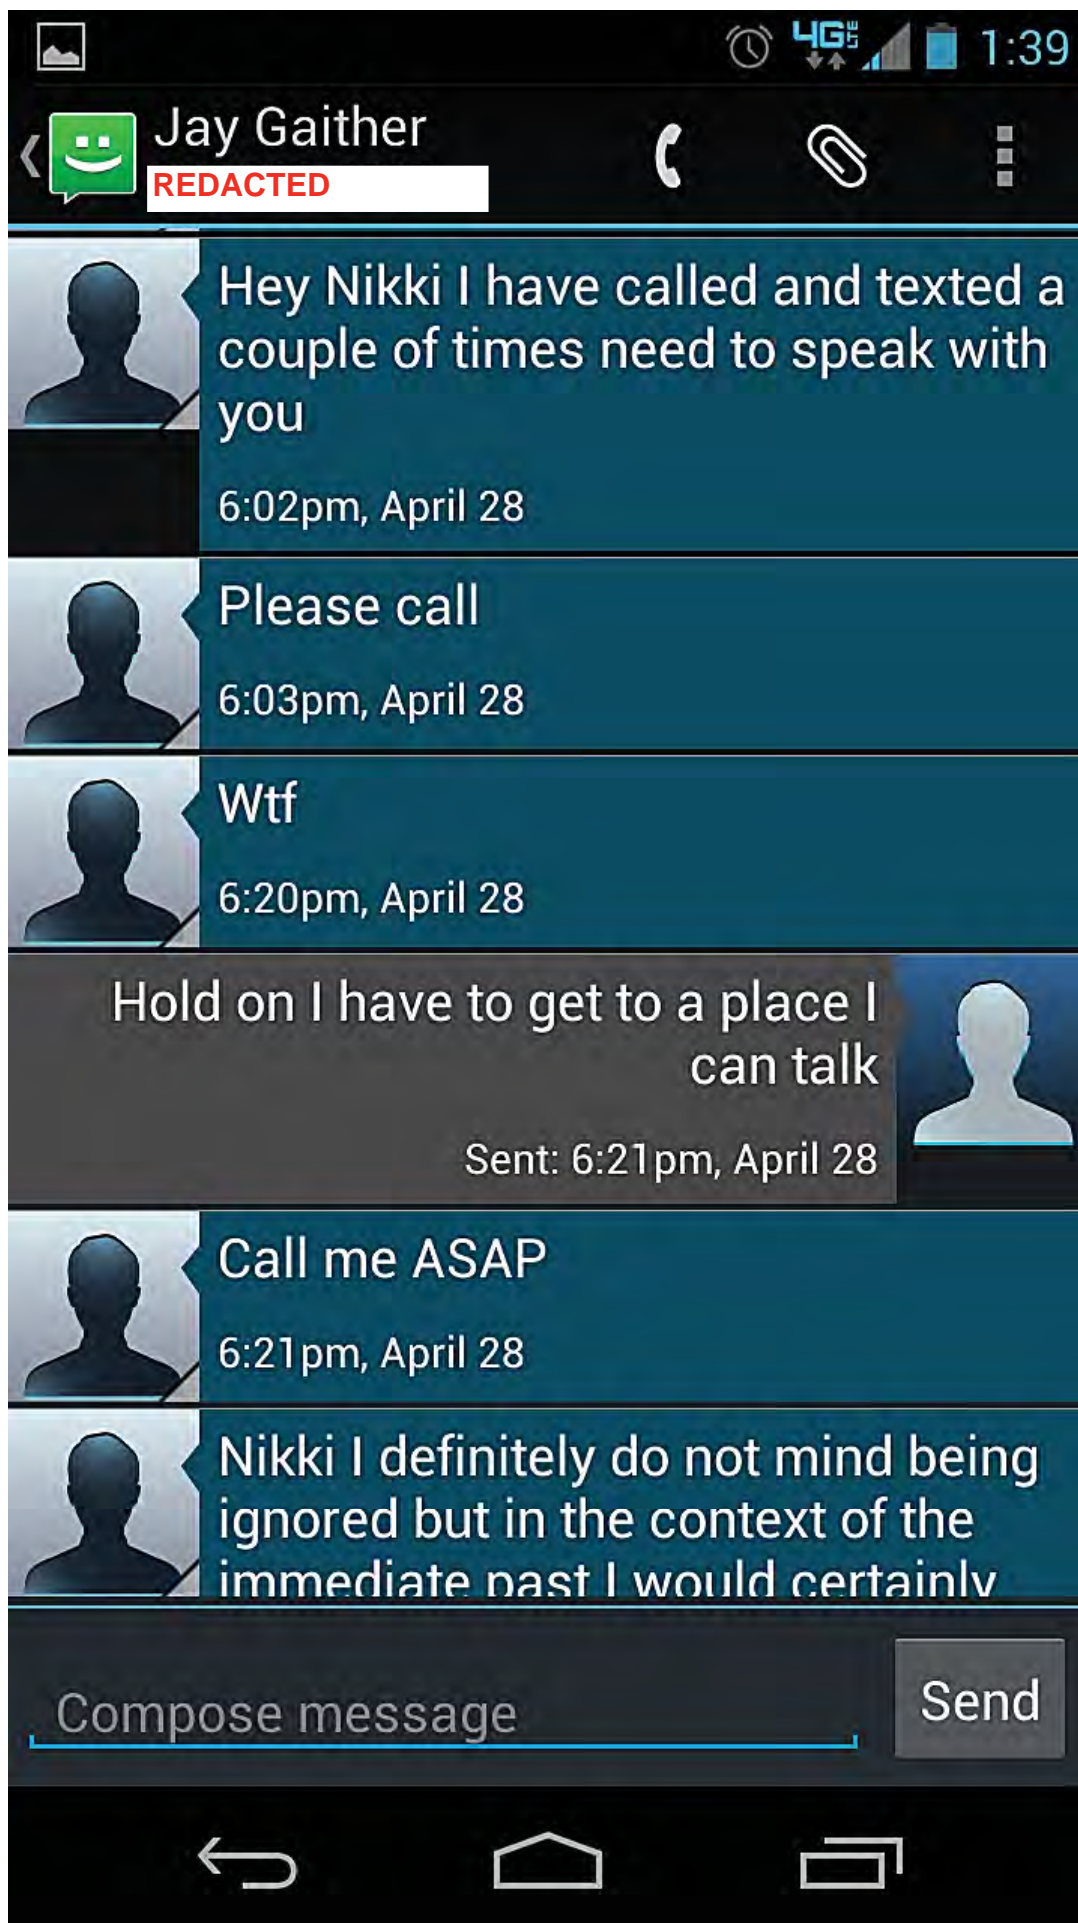 4G LTE 1:39
Jay Gaither
REDACTED
Hey Nikki I have called and texted a
couple of times need to speak with
you
6:02pm, April 28
Please call
6:03pm, April 28
Wtf
6:20pm, April 28
Hold on I have to get to a place I
can talk
Sent: 6:21pm, April 28
Call me ASAP
6:21pm, April 28
Nikki I definitely do not mind being
ignored but in the context of the
immediate past I would certainly
Compose message
Send